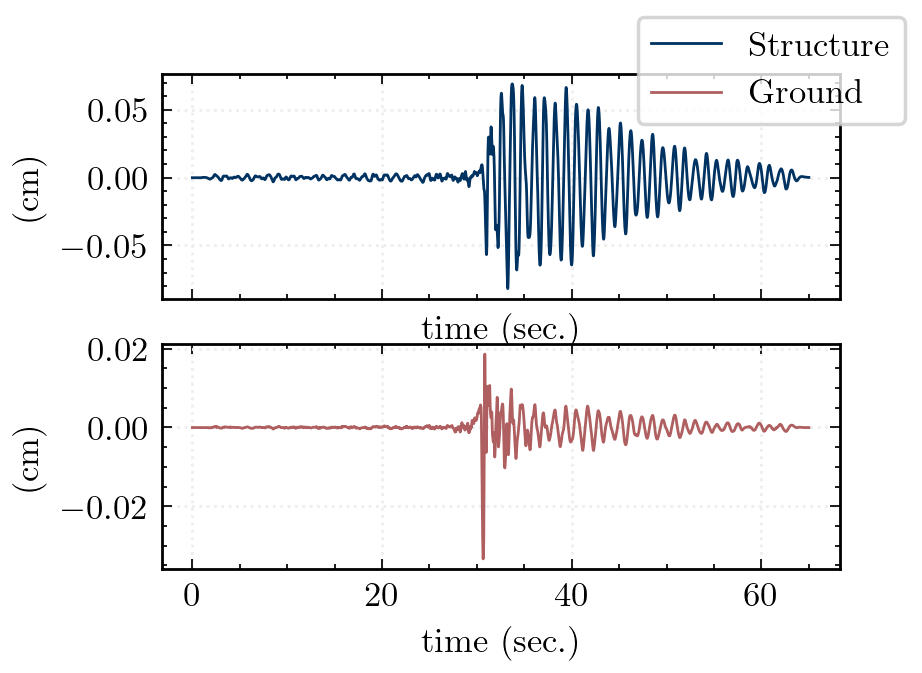 Structure
Ground
0.05
0.00
−0.05
(cm)
time (sec.)
0.02
0.00
−0.02
(cm)
0 20 40 60
time (sec.)